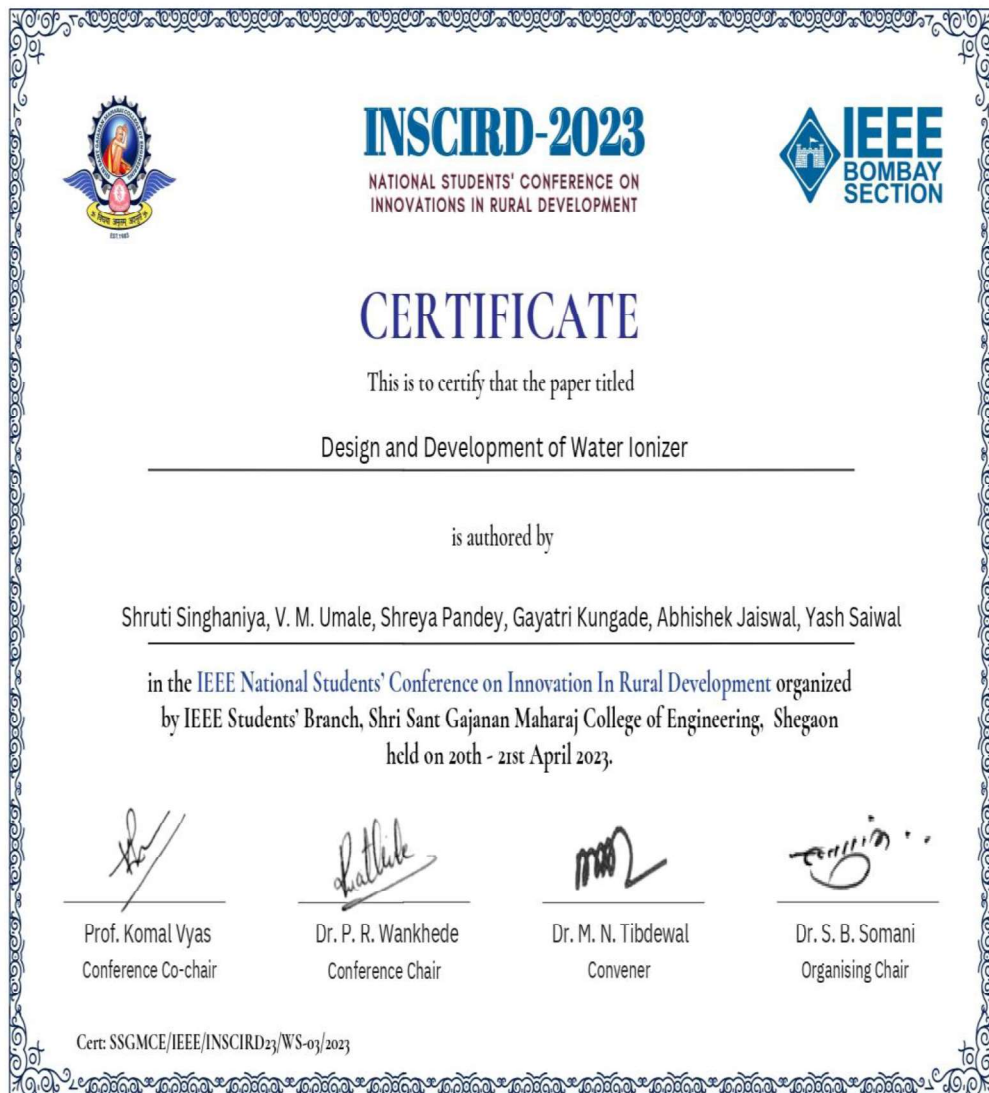 INSCIRD-2023
NATIONAL STUDENTS' CONFERENCE ON
INNOVATIONS IN RURAL DEVELOPMENT
IEEE
BOMBAY
SECTION
EST.1983
CERTIFICATE
This is to certify that the paper titled
Design and Development of Water Ionizer
is authored by
Shruti Singhaniya, V. M. Umale, Shreya Pandey, Gayatri Kungade, Abhishek Jaiswal, Yash Saiwal
in the IEEE National Students' Conference on Innovation In Rural Development organized
by IEEE Students' Branch, Shri Sant Gajanan Maharaj College of Engineering, Shegaon
held on 20th - 21st April 2023.
Prof. Komal Vyas
Conference Co-chair
Dr. P. R. Wankhede
Conference Chair
Dr. M. N. Tibdewal
Convener
Dr. S. B. Somani
Organising Chair
Cert: SSGMCE/IEEE/INSCIRD23/WS-03/2023